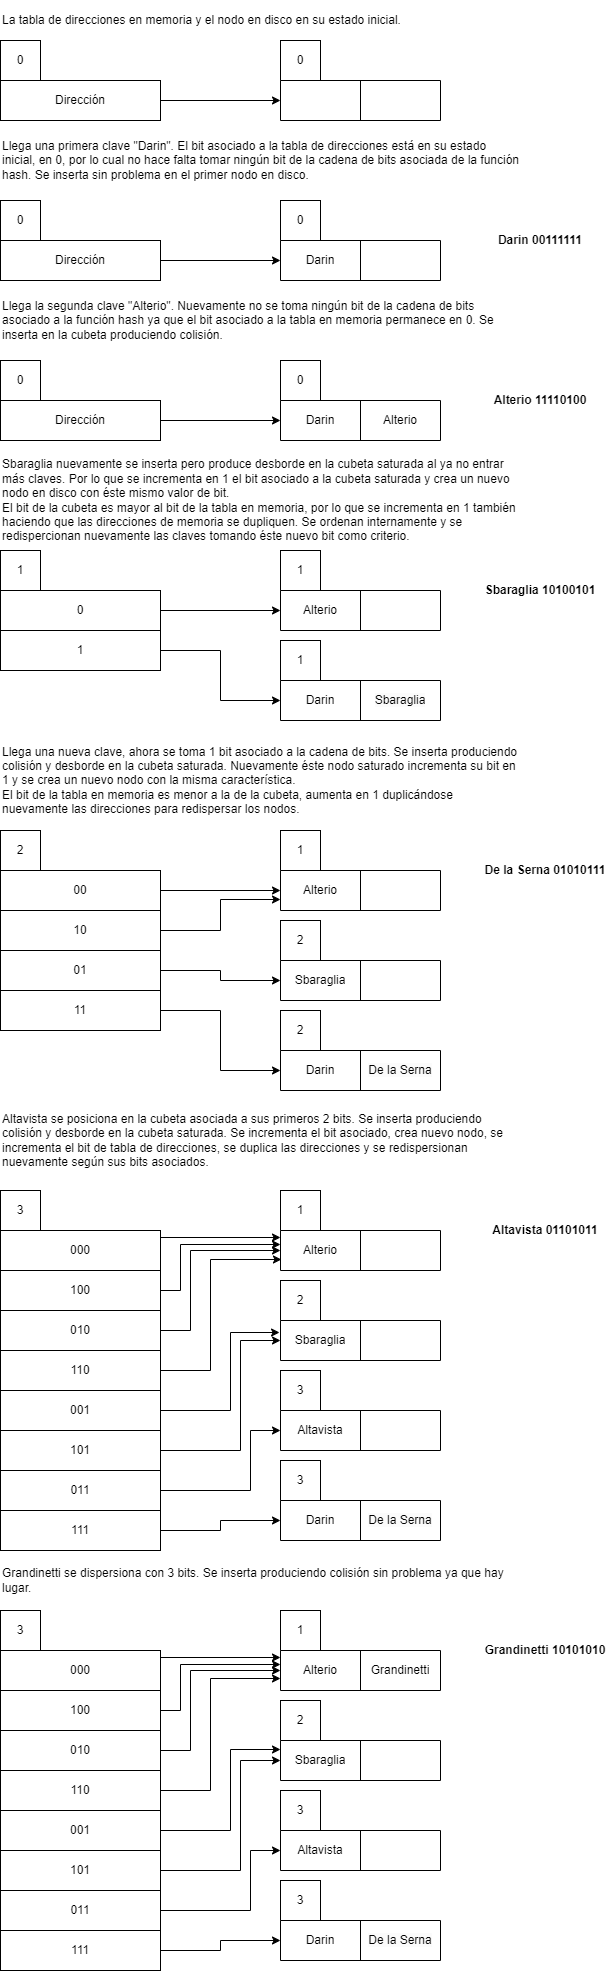 La tabla de direcciones en memoria y el nodo en disco en su estado inicial.
0
0
Dirección
Llega una primera clave "Darin". El bit asociado a la tabla de direcciones está en su estado
inicial, en 0, por lo cual no hace falta tomar ningún bit de la cadena de bits asociada de la función
hash. Se inserta sin problema en el primer nodo en disco.
0
0
Darin 00111111
Dirección
Darin
Llega la segunda clave "Alterio". Nuevamente no se toma ningún bit de la cadena de bits
asociado a la función hash ya que el bit asociado a la tabla en memoria permanece en 0. Se
inserta en la cubeta produciendo colisión.
0
0
Alterio 11110100
Dirección
Darin
Alterio
Sbaraglia nuevamente se inserta pero produce desborde en la cubeta saturada al ya no entrar
más claves. Por lo que se incrementa en 1 el bit asociado a la cubeta saturada y crea un nuevo
nodo en disco con éste mismo valor de bit.
El bit de la cubeta es mayor al bit de la tabla en memoria, por lo que se incrementa en 1 también
haciendo que las direcciones de memoria se dupliquen. Se ordenan internamente y se
redispercionan nuevamente las claves tomando éste nuevo bit como criterio.
1
1
Sbaraglia 10100101
0
Alterio
1
1
Darin
Sbaraglia
Llega una nueva clave, ahora se toma 1 bit asociado a la cadena de bits. Se inserta produciendo
colisión y desborde en la cubeta saturada. Nuevamente éste nodo saturado incrementa su bit en
1 y se crea un nuevo nodo con la misma característica.
El bit de la tabla en memoria es menor a la de la cubeta, aumenta en 1 duplicándose
nuevamente las direcciones para redispersar los nodos.
2
1
De la Serna 01010111
00
Alterio
10
2
01
Sbaraglia
11
2
Darin
De la Serna
Altavista se posiciona en la cubeta asociada a sus primeros 2 bits. Se inserta produciendo
colisión y desborde en la cubeta saturada. Se incrementa el bit asociado, crea nuevo nodo, se
incrementa el bit de tabla de direcciones, se duplica las direcciones y se redispersionan
nuevamente según sus bits asociados.
3
1
Altavista 01101011
000
Alterio
100
2
010
Sbaraglia
110
3
001
Altavista
101
3
011
Darin
De la Serna
111
Grandinetti se dispersiona con 3 bits. Se inserta produciendo colisión sin problema ya que hay
lugar.
3
1
Grandinetti 10101010
000
Alterio
Grandinetti
100
2
010
Sbaraglia
110
3
001
Altavista
101
3
011
Darin
De la Serna
111